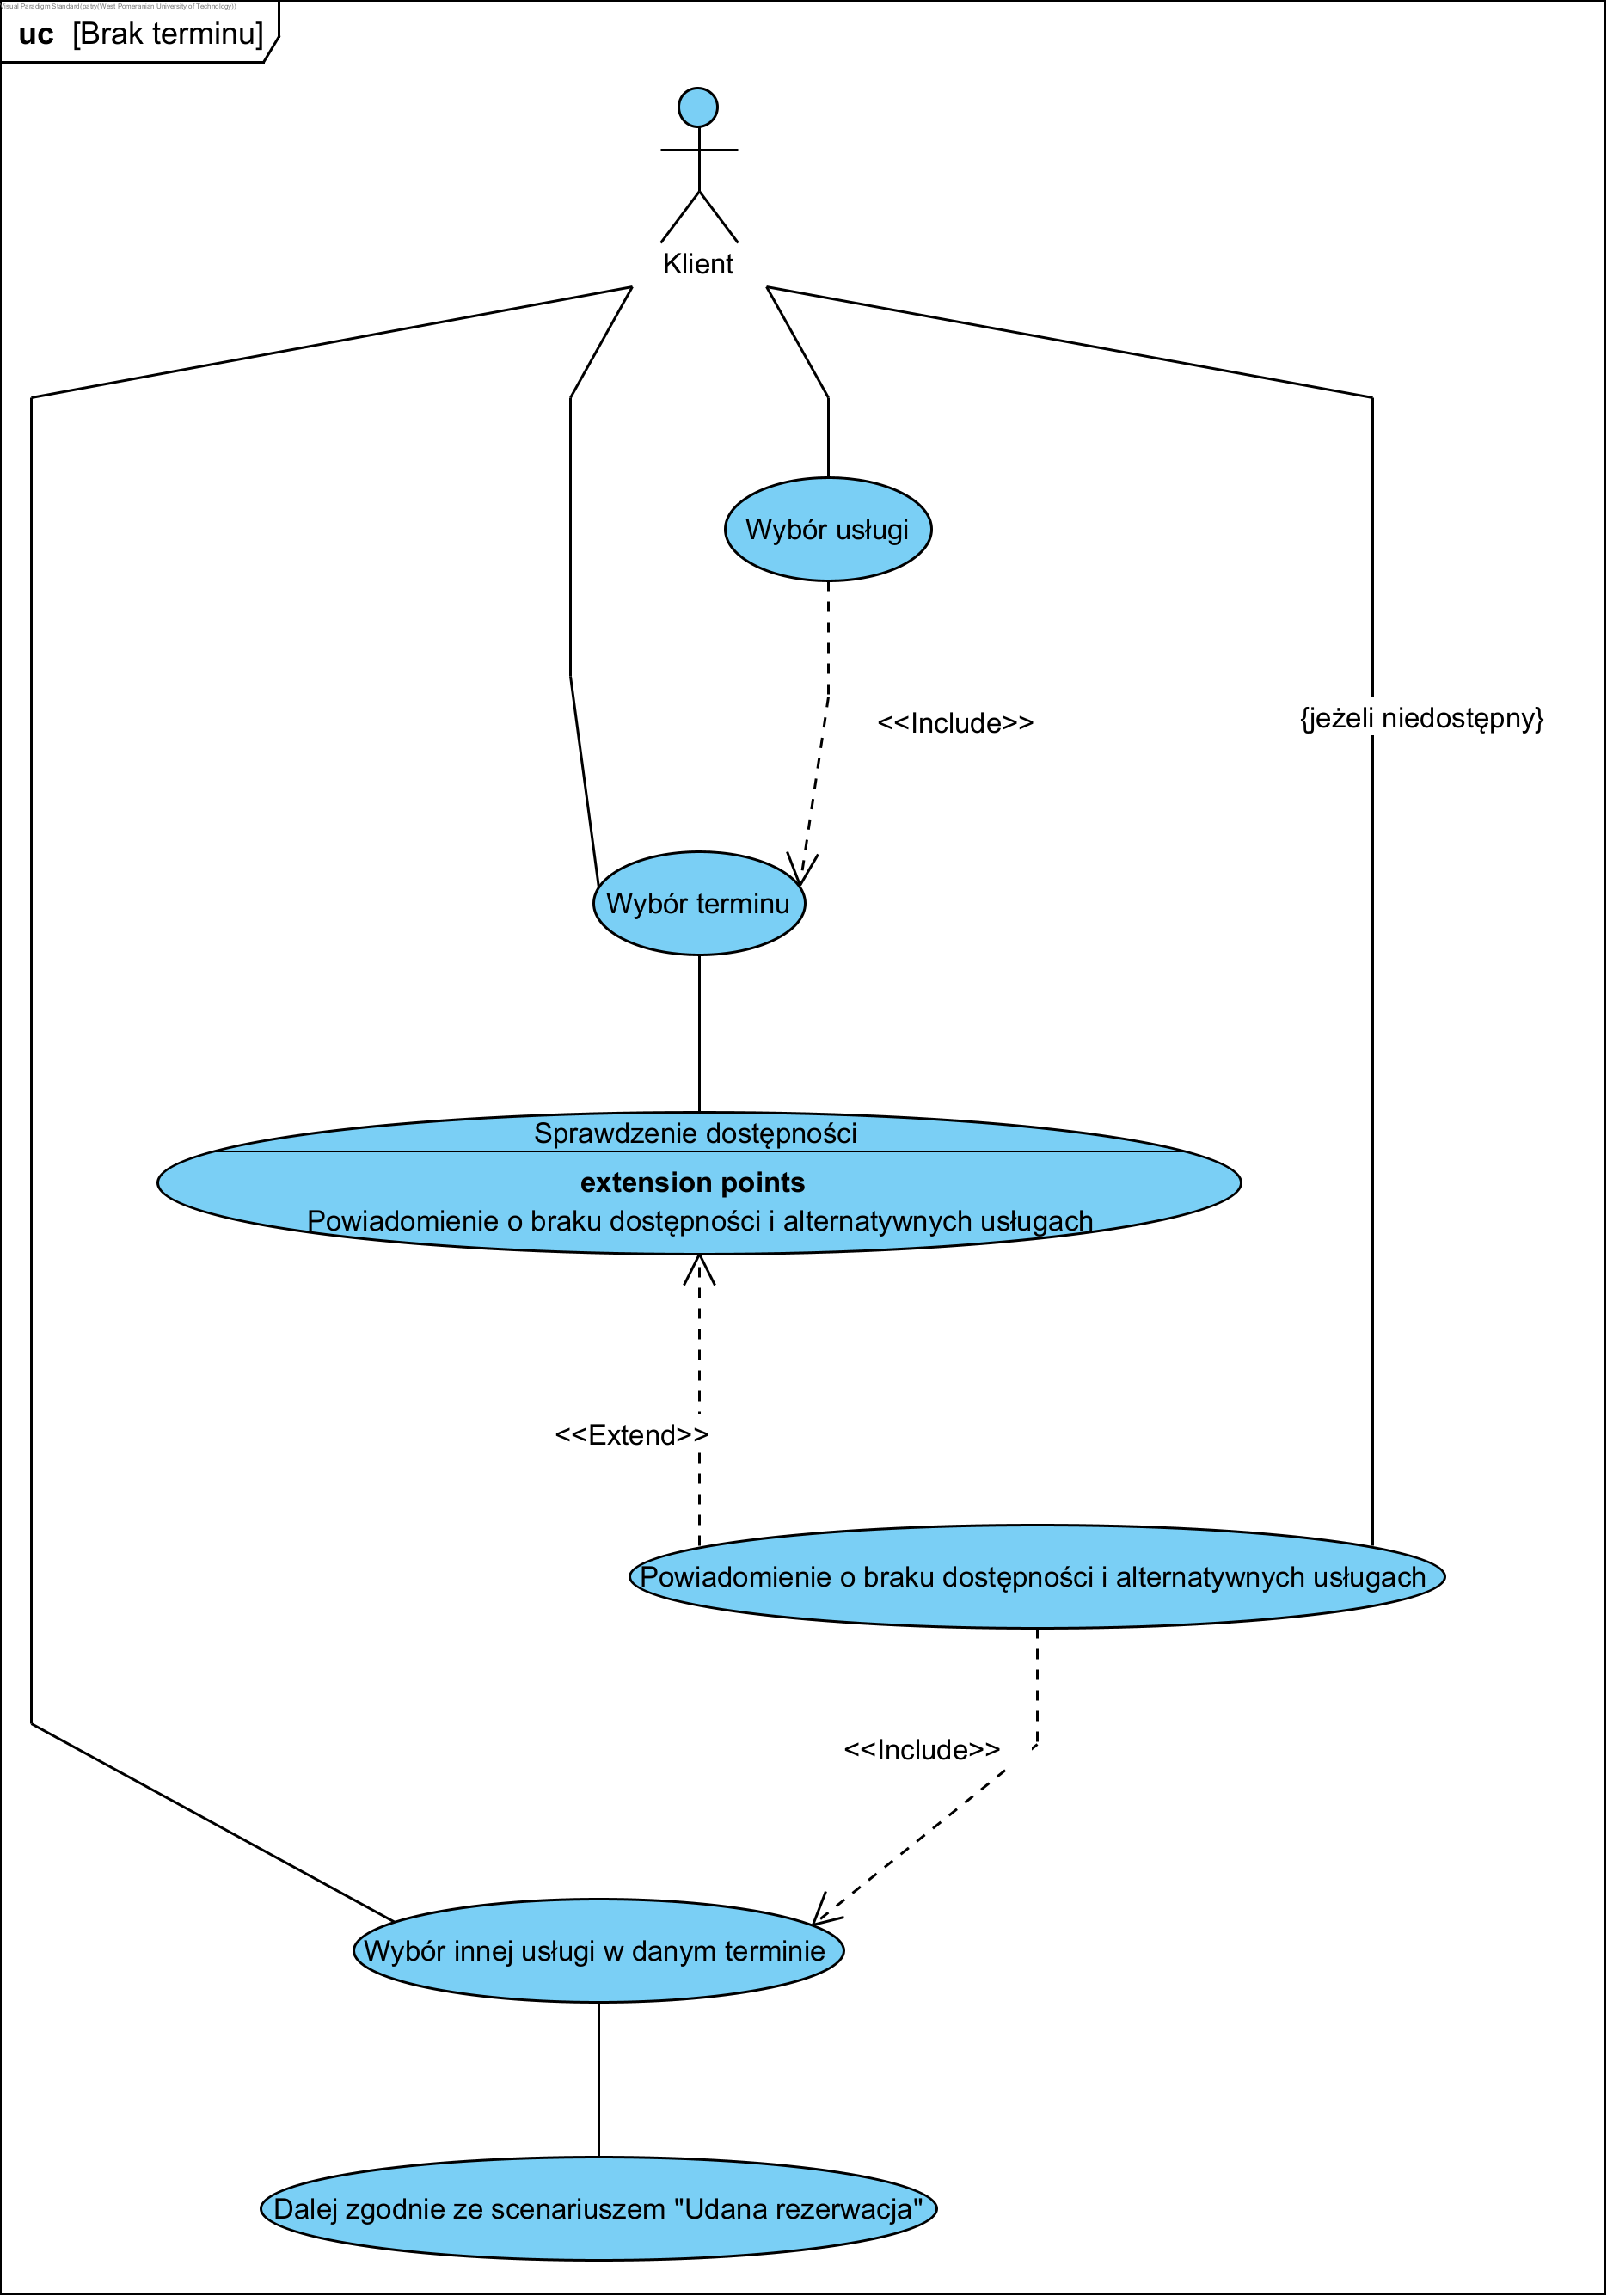 Visual Paradigm Standard(patry(West Pomeranian University of Technology))
uc [Brak terminu]
Klient
Wybór usługi
<<Include>>
{jeżeli niedostępny}
Wybór terminu
Sprawdzenie dostępności
extension points
Powiadomienie o braku dostępności i alternatywnych usługach
<<Extend>>
Powiadomienie o braku dostępności i alternatywnych usługach
<<Include>>
Wybór innej usługi w danym terminie
Dalej zgodnie ze scenariuszem "Udana rezerwacja"